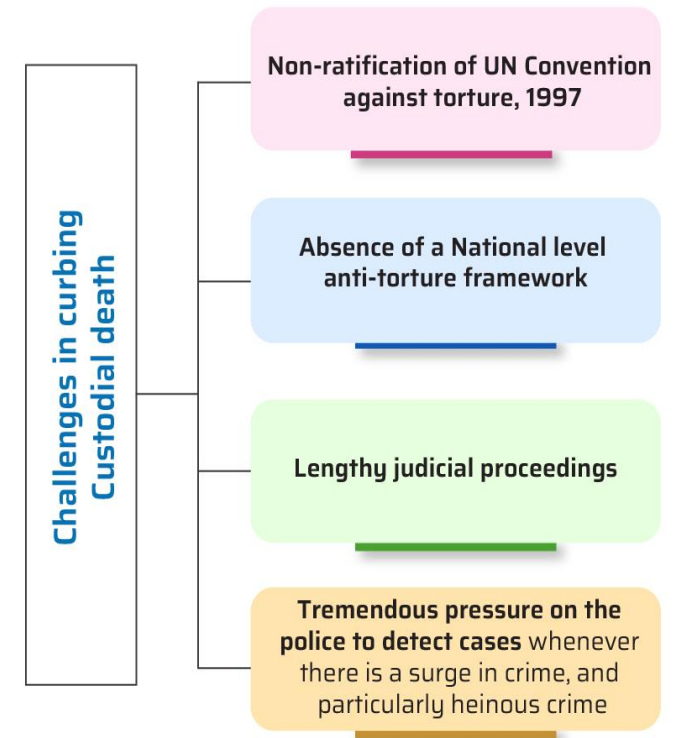 Challenges in curbing
Custodial death
Non-ratification of UN Convention
against torture, 1997
Absence of a National level
anti-torture framework
Lengthy judicial proceedings
Tremendous pressure on the
police to detect cases whenever
there is a surge in crime, and
particularly heinous crime